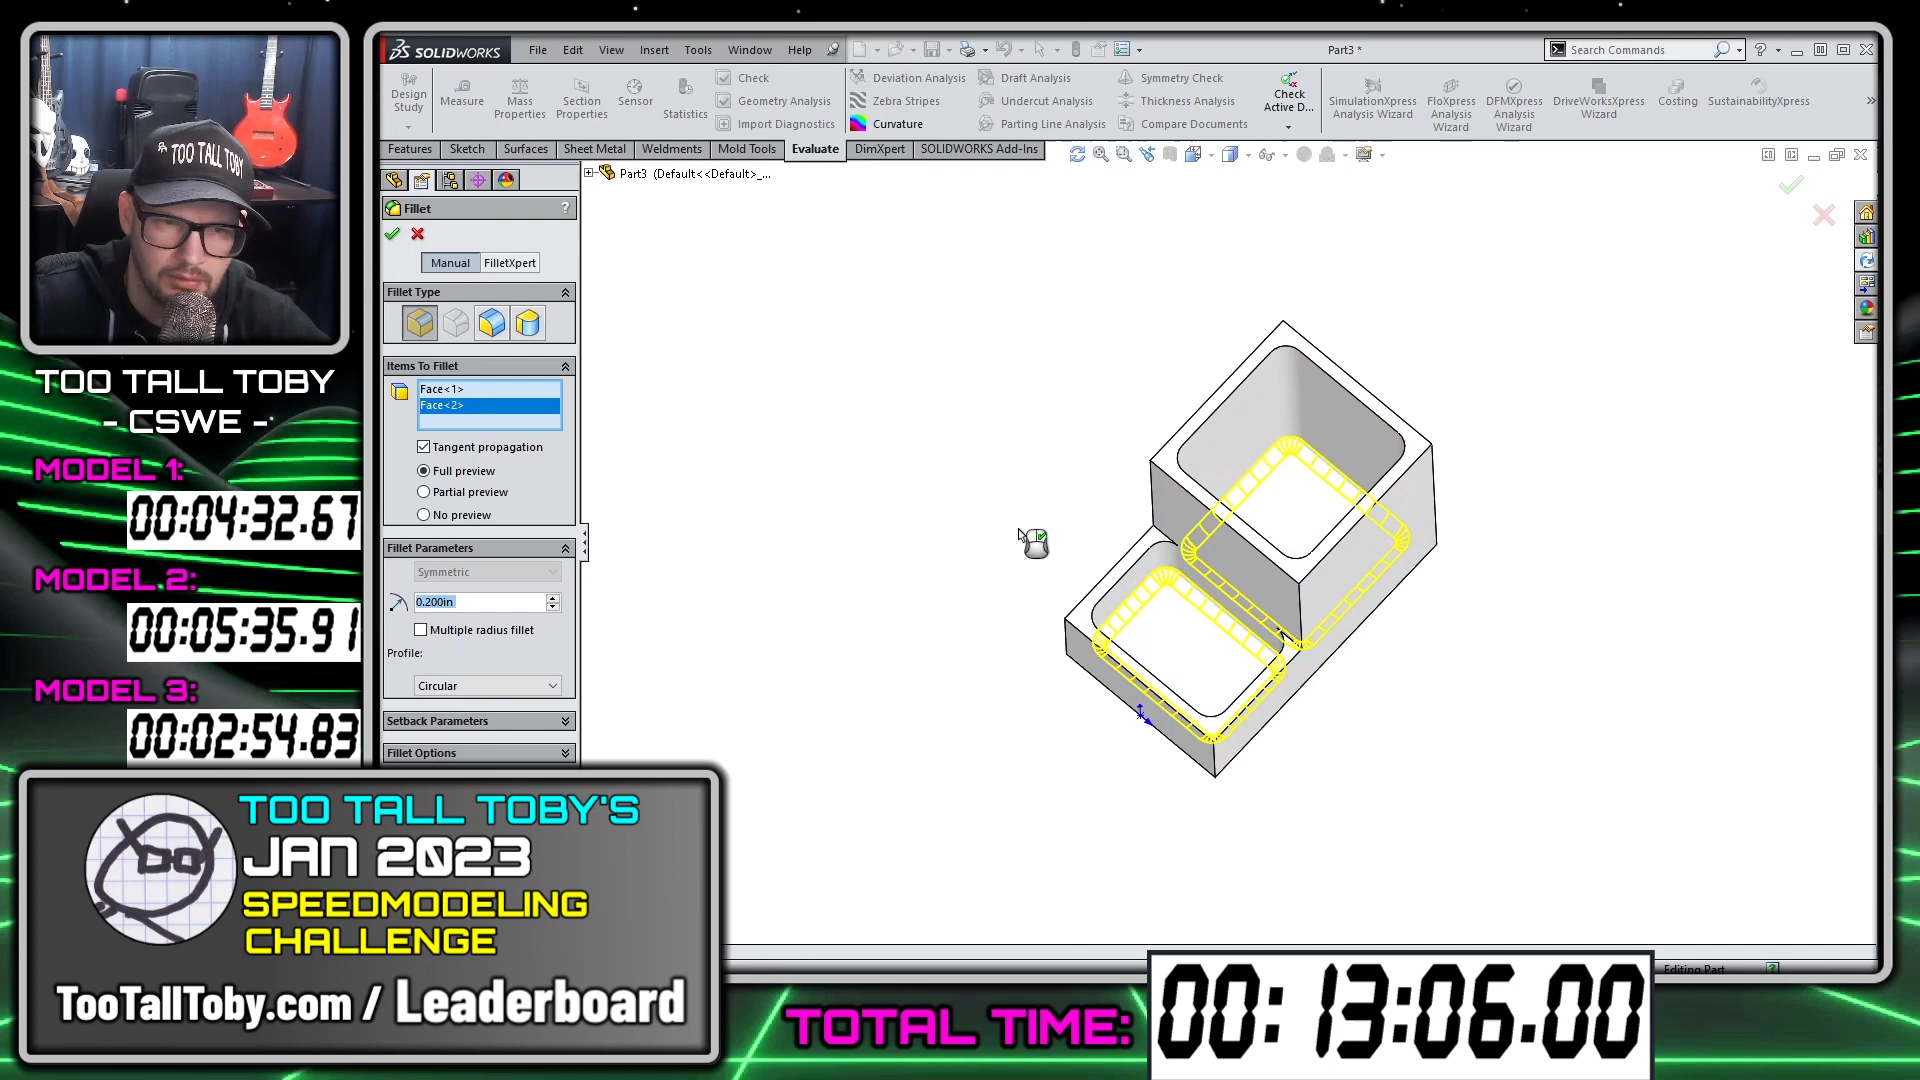 SOLIDWORKS
File Edit View Insert Tools Window Help
Part3 *
Search Commands
Design Study
Measure
Mass Properties
Section Properties
Sensor
Statistics
Check
Geometry Analysis
Import Diagnostics
Deviation Analysis
Zebra Stripes
Curvature
Draft Analysis
Undercut Analysis
Parting Line Analysis
Symmetry Check
Thickness Analysis
Compare Documents
Check Active D...
SimulationXpress Analysis Wizard
FloXpress Analysis Wizard
DFMXpress Analysis Wizard
DriveWorksXpress Wizard
Costing
SustainabilityXpress
Features Sketch Surfaces Sheet Metal Weldments Mold Tools Evaluate DimXpert SOLIDWORKS Add-Ins
Part3 (Default<<Default>_...
Fillet
?
Manual FilletXpert
Fillet Type
Items To Fillet
Face<1>
Face<2>
Tangent propagation
Full preview
Partial preview
No preview
Fillet Parameters
Symmetric
0.200in
Multiple radius fillet
Profile:
Circular
Setback Parameters
Fillet Options
Editing Part
TOO TALL TOBY
TOO TALL TOBY
- CSWE -
MODEL 1:
00:04:32.67
MODEL 2:
00:05:35.91
MODEL 3:
00:02:54.83
TOO TALL TOBY'S
JAN 2023
SPEEDMODELING
CHALLENGE
TooTallToby.com / Leaderboard
TOTAL TIME:
00:13:06.00